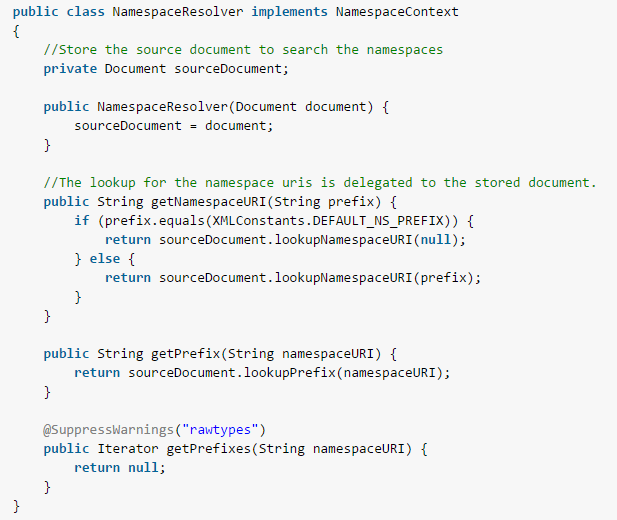 public class NamespaceResolver implements NamespaceContext
{
    //Store the source document to search the namespaces
    private Document sourceDocument;

    public NamespaceResolver(Document document) {
        sourceDocument = document;
    }

    //The lookup for the namespace uris is delegated to the stored document.
    public String getNamespaceURI(String prefix) {
        if (prefix.equals(XMLConstants.DEFAULT_NS_PREFIX)) {
            return sourceDocument.lookupNamespaceURI(null);
        } else {
            return sourceDocument.lookupNamespaceURI(prefix);
        }
    }

    public String getPrefix(String namespaceURI) {
        return sourceDocument.lookupPrefix(namespaceURI);
    }

    @SuppressWarnings("rawtypes")
    public Iterator getPrefixes(String namespaceURI) {
        return null;
    }
}